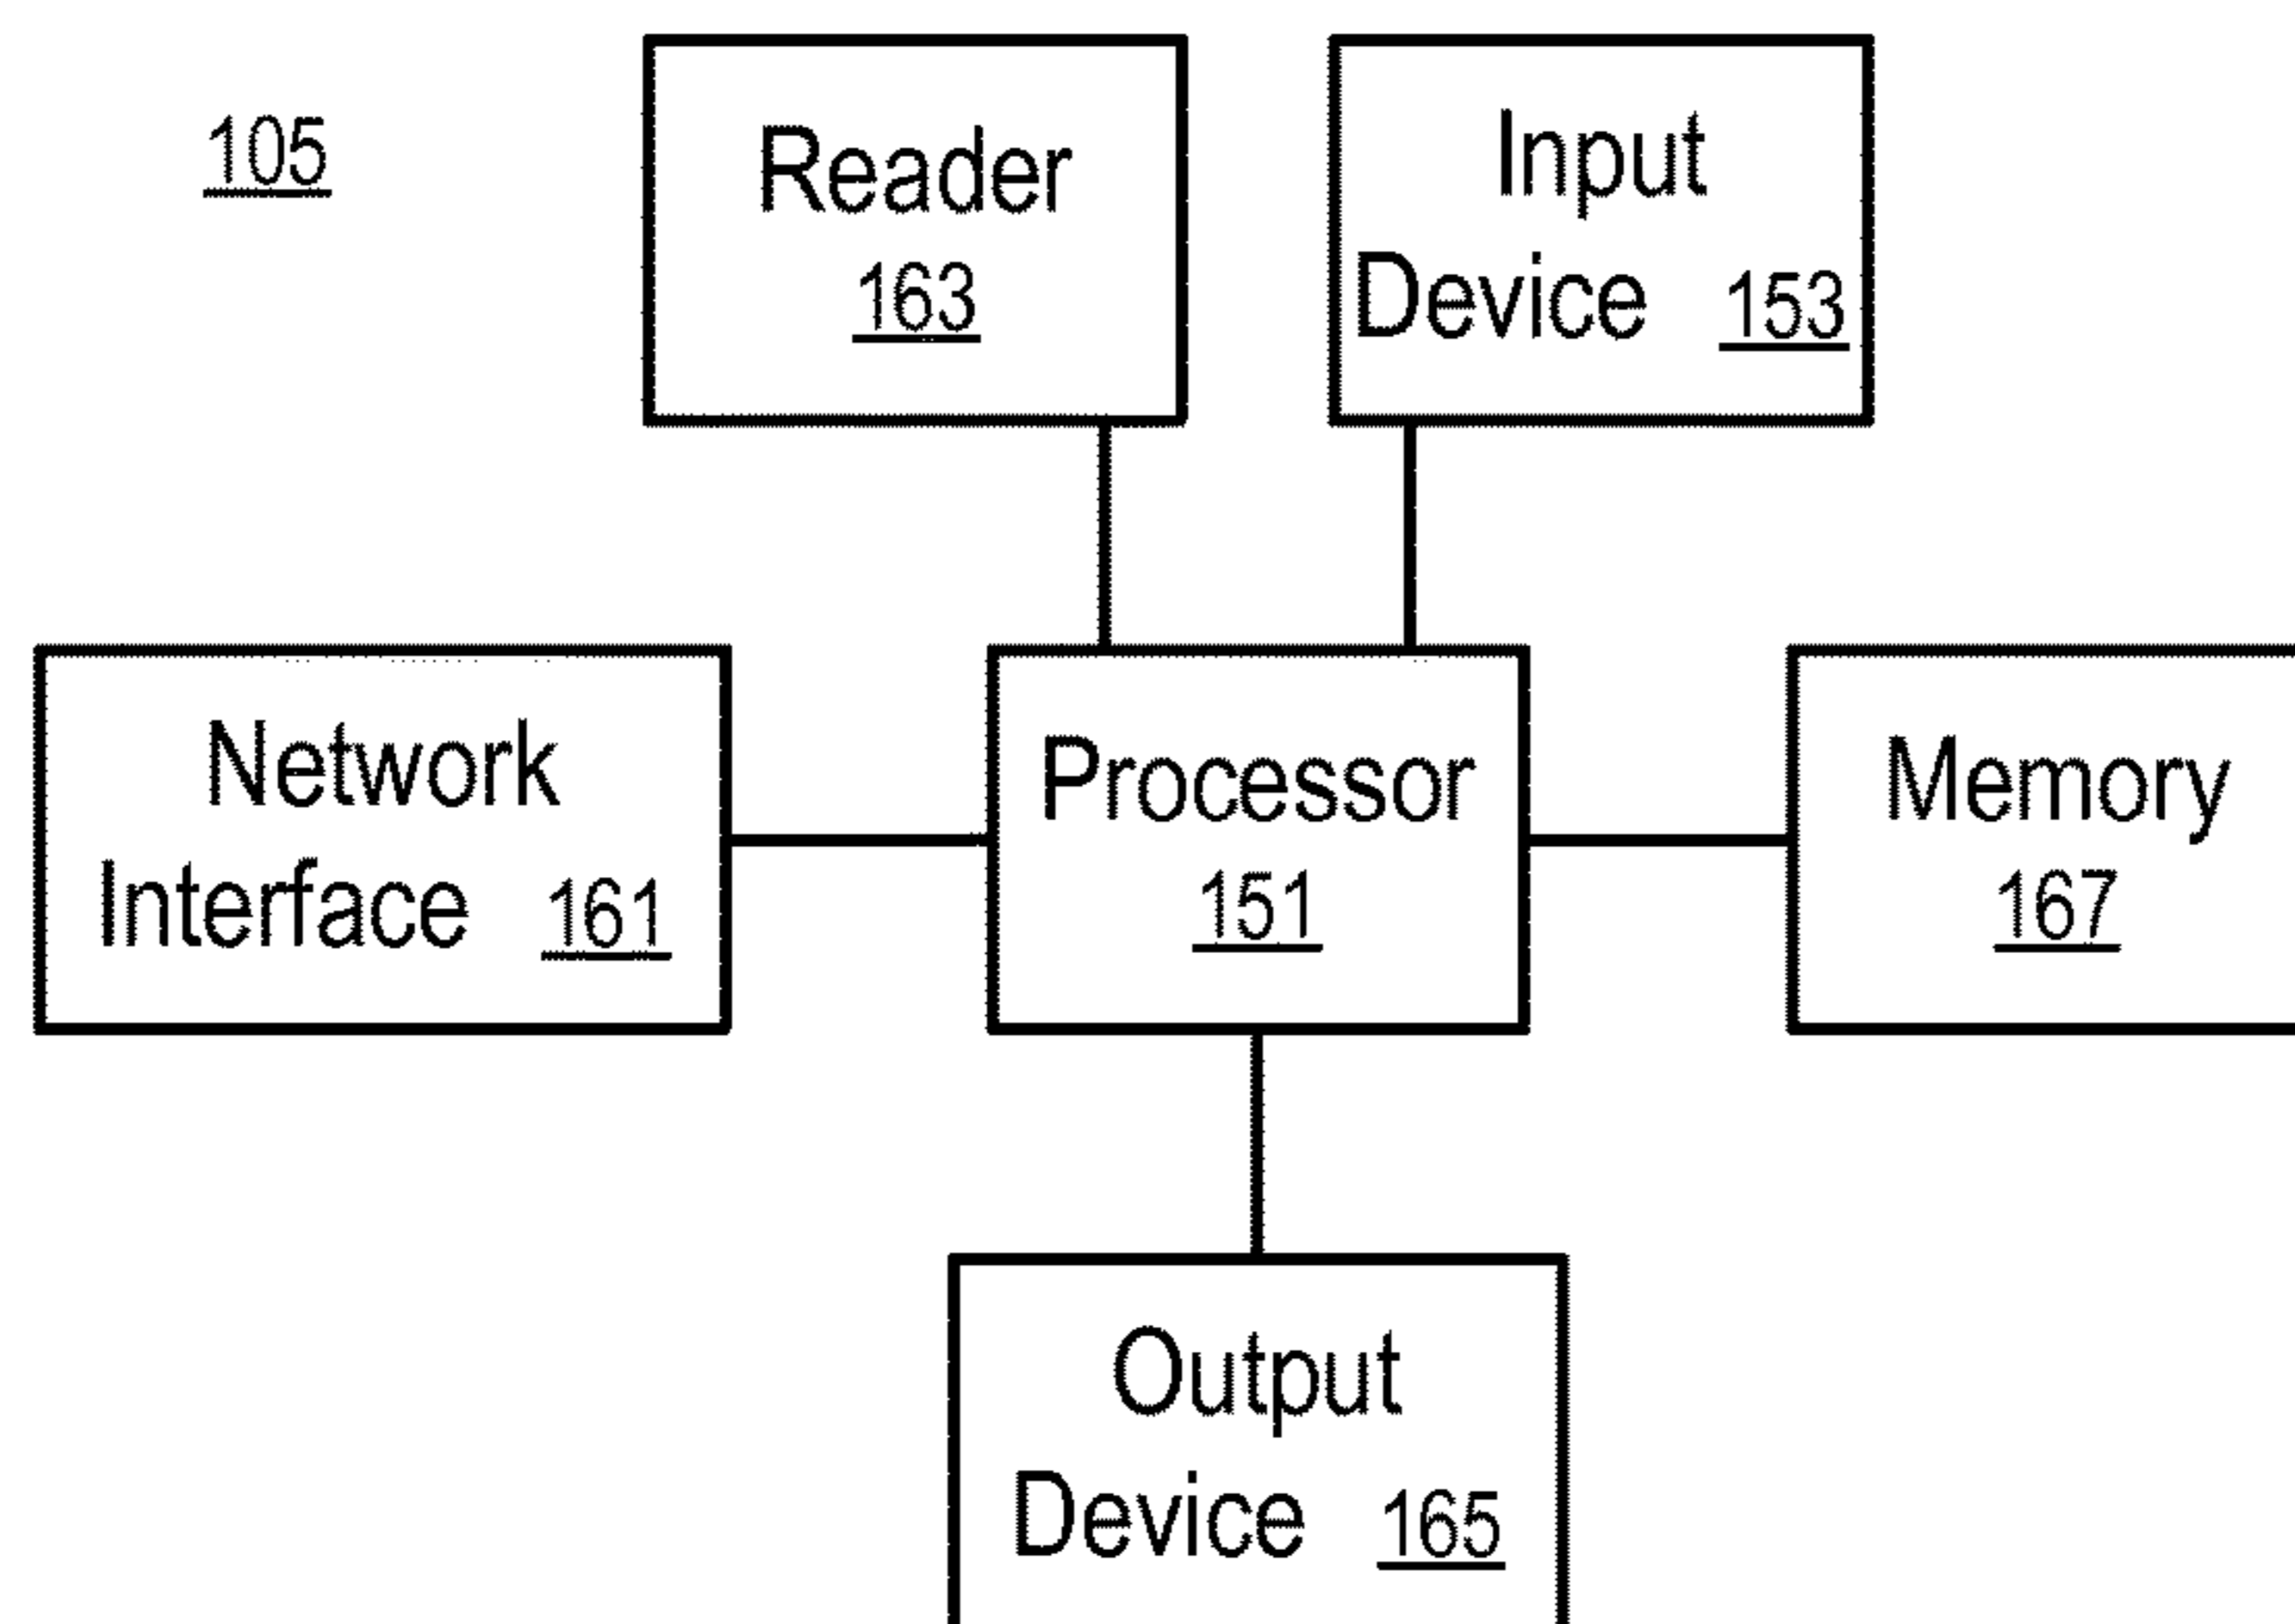 105
Reader
163
Input
Device 153
Network
Interface 161
Processor
151
Memory
167
Output
Device 165